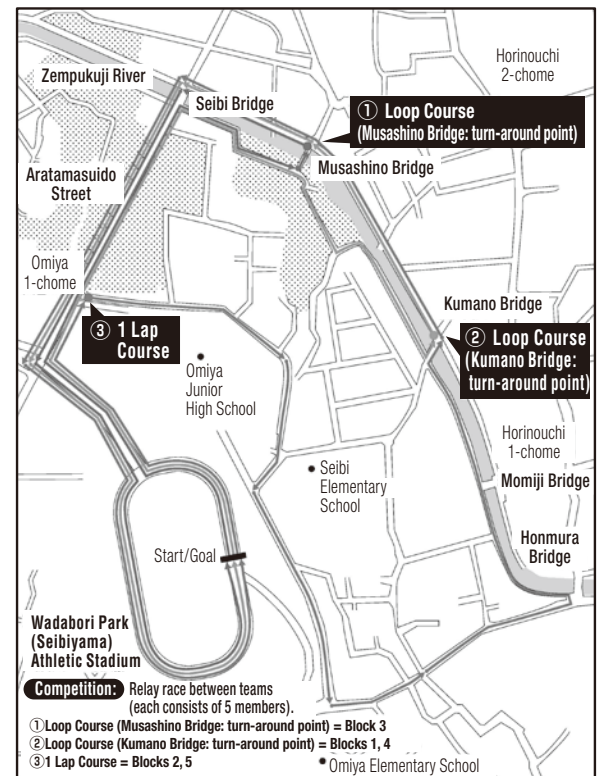 Horinouchi
2-chome
Zempukuji River
Seibi Bridge
① Loop Course
(Musashino Bridge: turn-around point)
Musashino Bridge
Aratamasuido
Street
Omiya
1-chome
Kumano Bridge
③ 1 Lap
Course
② Loop Course
(Kumano Bridge:
turn-around point)
Omiya
Junior
High School
Horinouchi
1-chome
Seibi
Elementary
School
Momiji Bridge
Honmura
Bridge
Start/Goal
Wadabori Park
(Seibiyama)
Athletic Stadium
Competition: Relay race between teams
(each consists of 5 members).
①Loop Course (Musashino Bridge: turn-around point) = Block 3
②Loop Course (Kumano Bridge: turn-around point) = Blocks 1, 4
③1 Lap Course = Blocks 2, 5
Omiya Elementary School